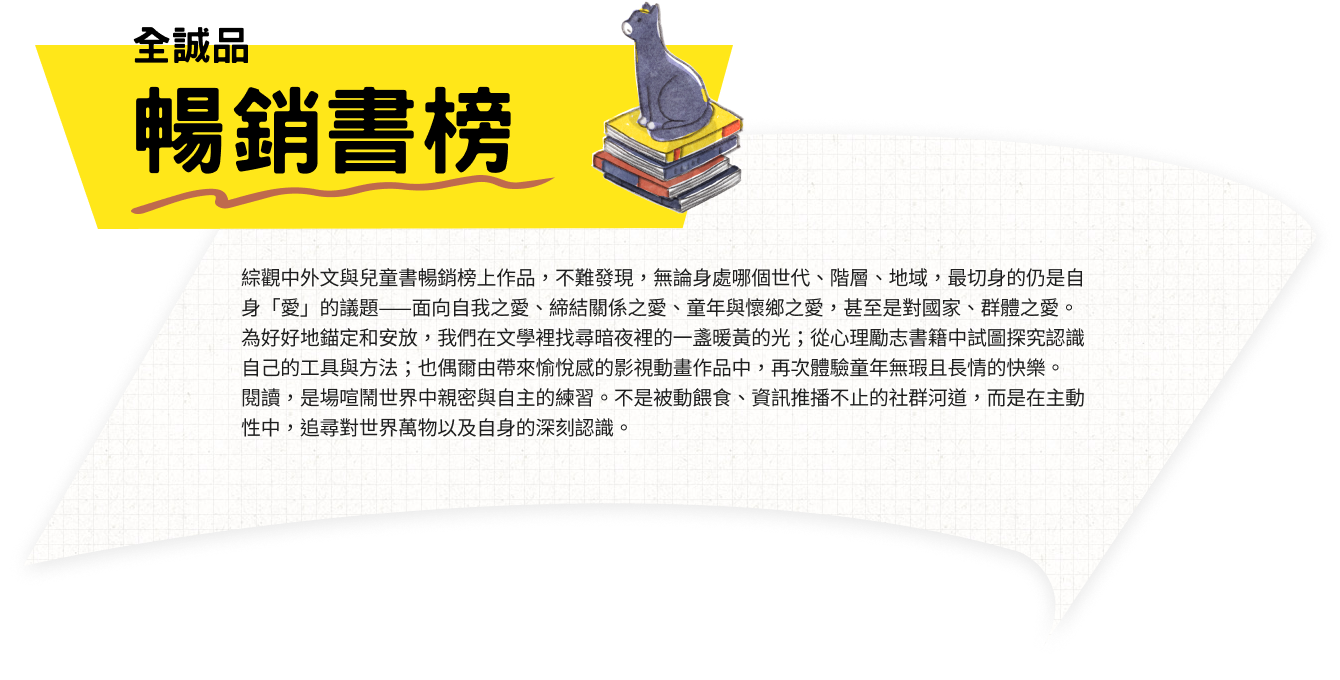 全誠品
暢銷書榜
綜觀中外文與兒童書暢銷榜上作品，不難發現，無論身處哪個世代、階層、地域，最切身的仍是自
身「愛」的議題——面向自我之愛、締結關係之愛、童年與懷鄉之愛，甚至是對國家、群體之愛。
為好好地錨定和安放，我們在文學裡找尋暗夜裡的一盞暖黃的光；從心理勵志書籍中試圖探究認識
自己的工具與方法；也偶爾由帶來愉悅感的影視動畫作品中，再次體驗童年無瑕且長情的快樂。
閱讀，是場喧鬧世界中親密與自主的練習。不是被動餵食、資訊推播不止的社群河道，而是在主動
性中，追尋對世界萬物以及自身的深刻認識。